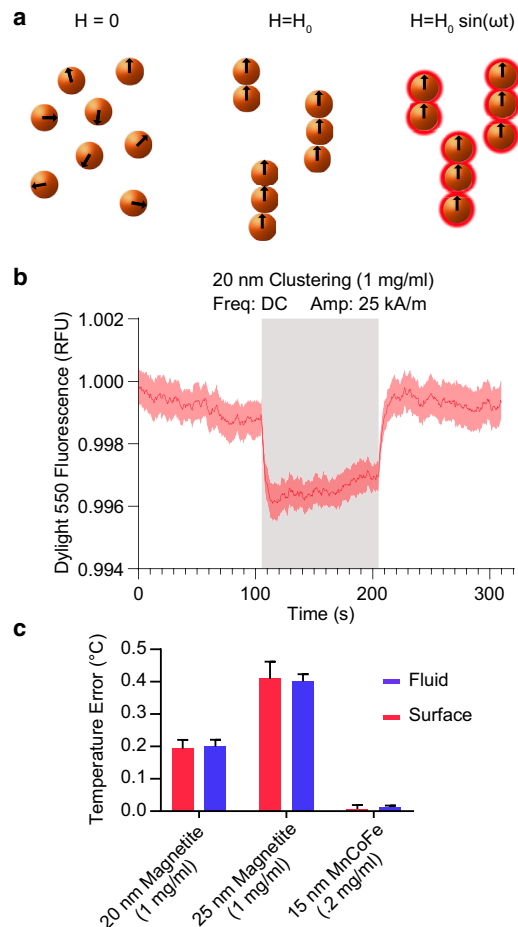 a
H = 0
H=H₀
H=H₀ sin(ωt)
b
20 nm Clustering (1 mg/ml)
Freq: DC Amp: 25 kA/m
Dylight 550 Fluorescence (RFU)
1.002
1.000
0.998
0.996
0.994
0 100 200 300
Time (s)
c
Temperature Error (°C)
0.5
0.4
0.3
0.2
0.1
0.0
Fluid
Surface
20 nm Magnetite
(1 mg/ml)
25 nm Magnetite
(1 mg/ml)
15 nm MnCoFe
(.2 mg/ml)